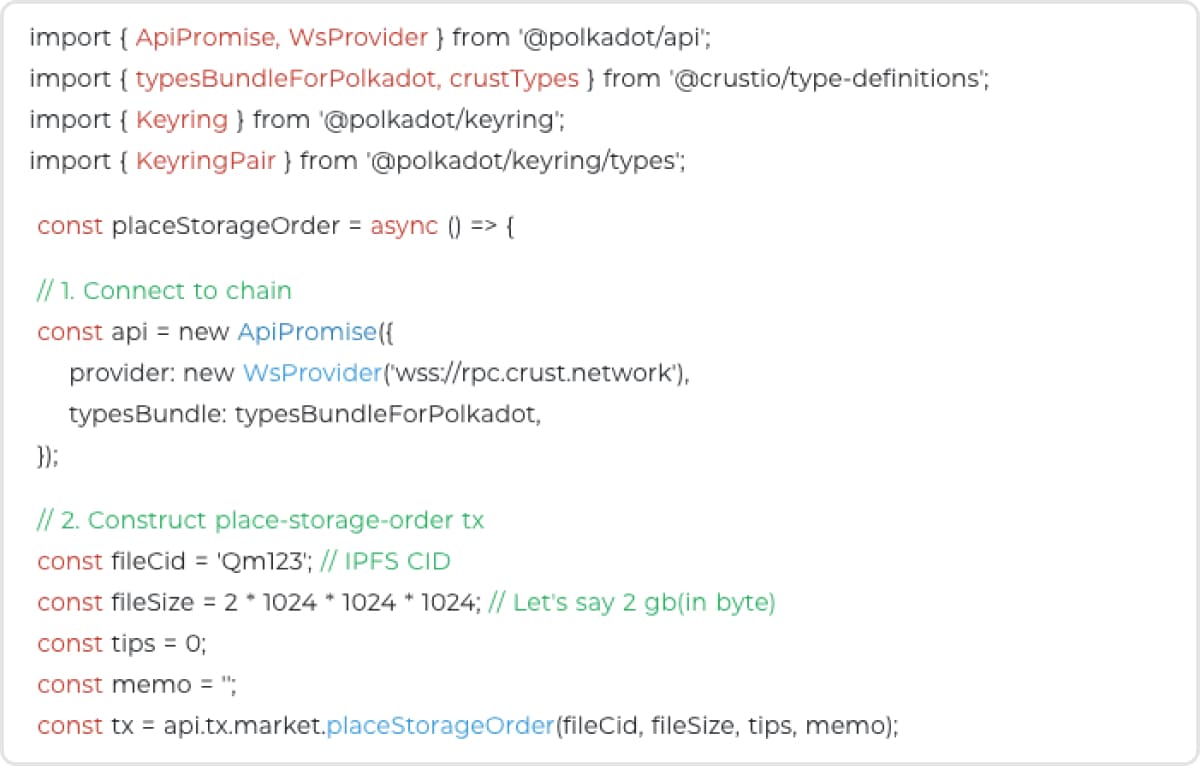 import { ApiPromise, WsProvider } from '@polkadot/api';
import { typesBundleForPolkadot, crustTypes } from '@crustio/type-definitions';
import { Keyring } from '@polkadot/keyring';
import { KeyringPair } from '@polkadot/keyring/types';
const placeStorageOrder = async () => {
// 1. Connect to chain
const api = new ApiPromise({
provider: new WsProvider('wss://rpc.crust.network'),
typesBundle: typesBundleForPolkadot,
});
// 2. Construct place-storage-order tx
const fileCid = 'Qm123'; // IPFS CID
const fileSize = 2 * 1024 * 1024 * 1024; // Let's say 2 gb(in byte)
const tips = 0;
const memo = '';
const tx = api.tx.market.placeStorageOrder(fileCid, fileSize, tips, memo);